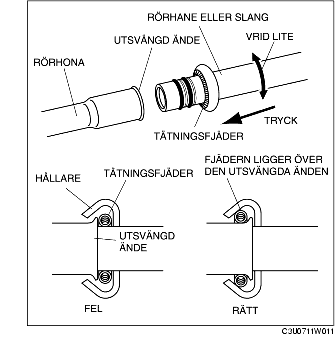 RÖRHANE ELLER SLANG
UTSVÄNGD ÄNDE
VRID LITE
RÖRHONA
TRYCK
TÄTNINGSFJÄDER
FJÄDERN LIGGER ÖVER
DEN UTSVÄNGDA ÄNDEN
HÅLLARE
TÄTNINGSFJÄDER
UTSVÄNGD
ÄNDE
FEL
RÄTT
C3U0711W011